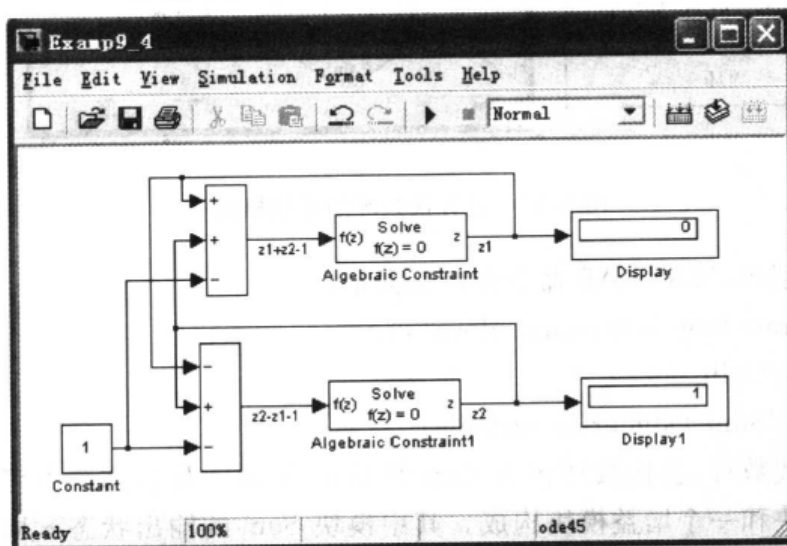 Examp9_4
File Edit View Simulation Format Tools Help
Normal
+
+
−
z1+z2-1
f(z)
Solve
f(z) = 0
z
z1
Algebraic Constraint
0
Display
−
+
−
z2-z1-1
f(z)
Solve
f(z) = 0
z
z2
Algebraic Constraint1
1
Display1
1
Constant
Ready
100%
ode45